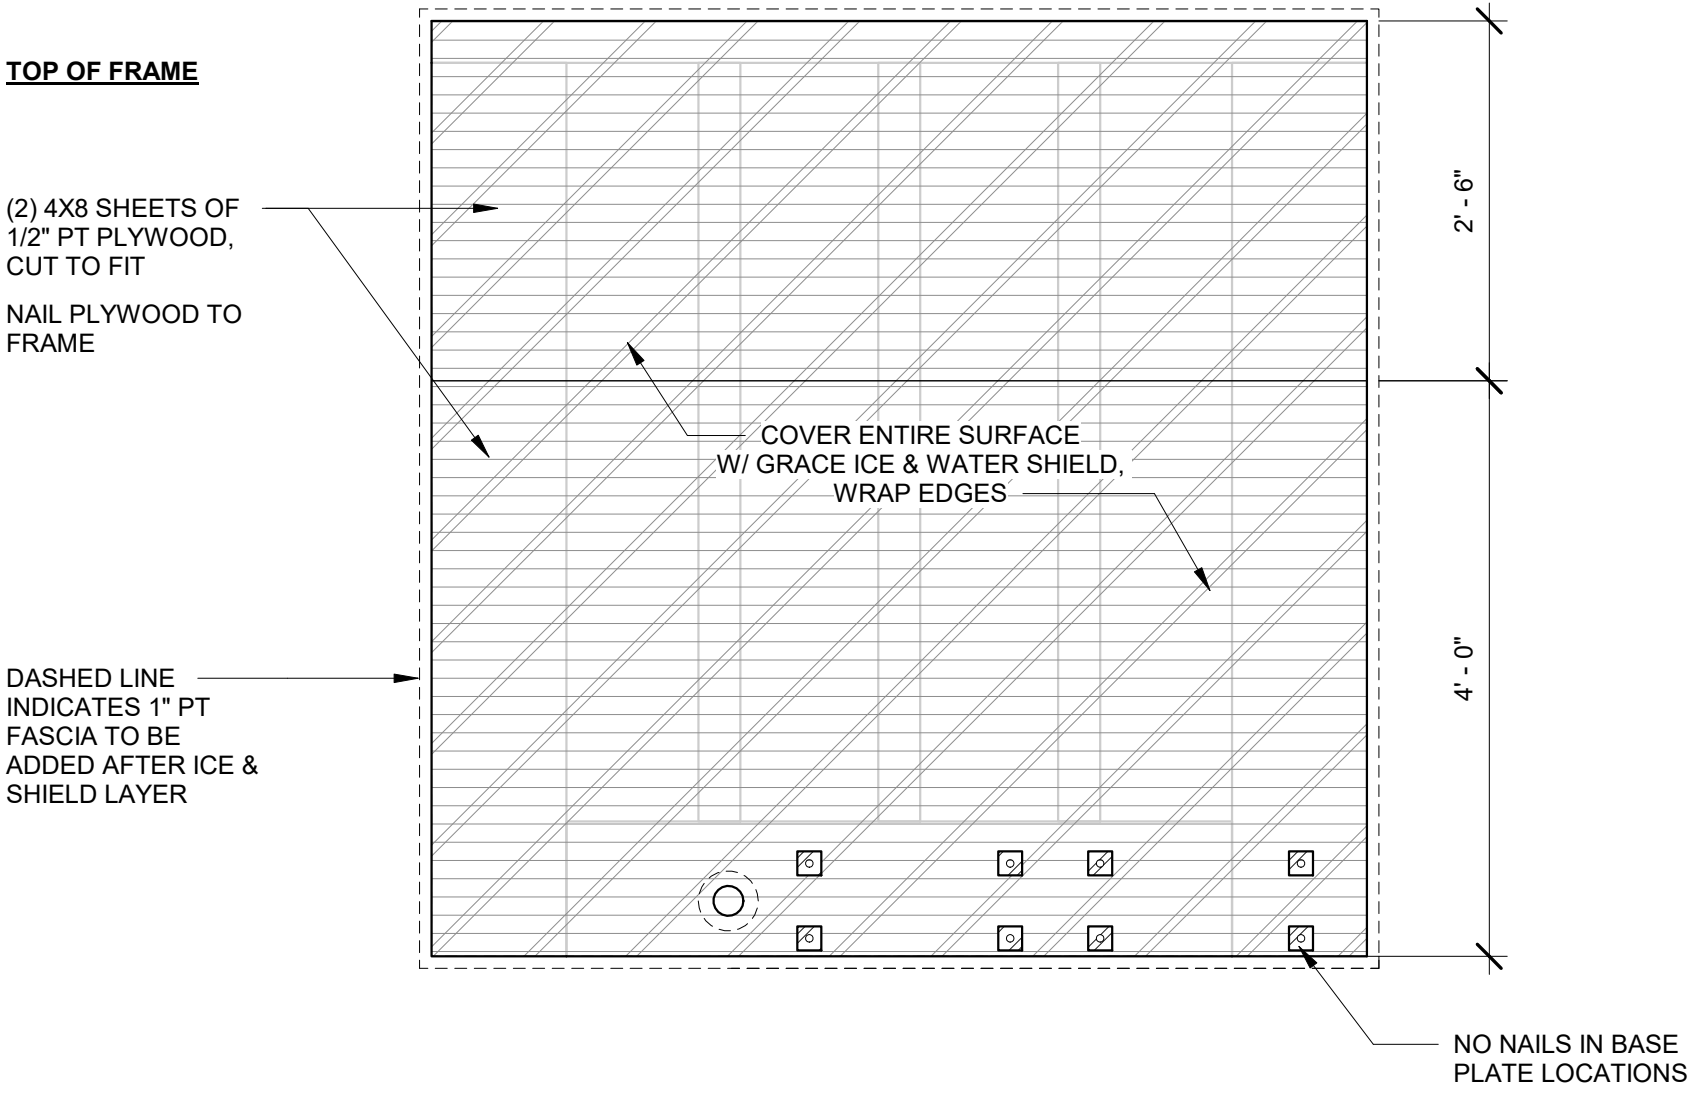 TOP OF FRAME
(2) 4X8 SHEETS OF
1/2" PT PLYWOOD,
CUT TO FIT
NAIL PLYWOOD TO
FRAME
2' - 6"
COVER ENTIRE SURFACE
W/ GRACE ICE & WATER SHIELD,
WRAP EDGES
4' - 0"
DASHED LINE
INDICATES 1" PT
FASCIA TO BE
ADDED AFTER ICE &
SHIELD LAYER
NO NAILS IN BASE
PLATE LOCATIONS